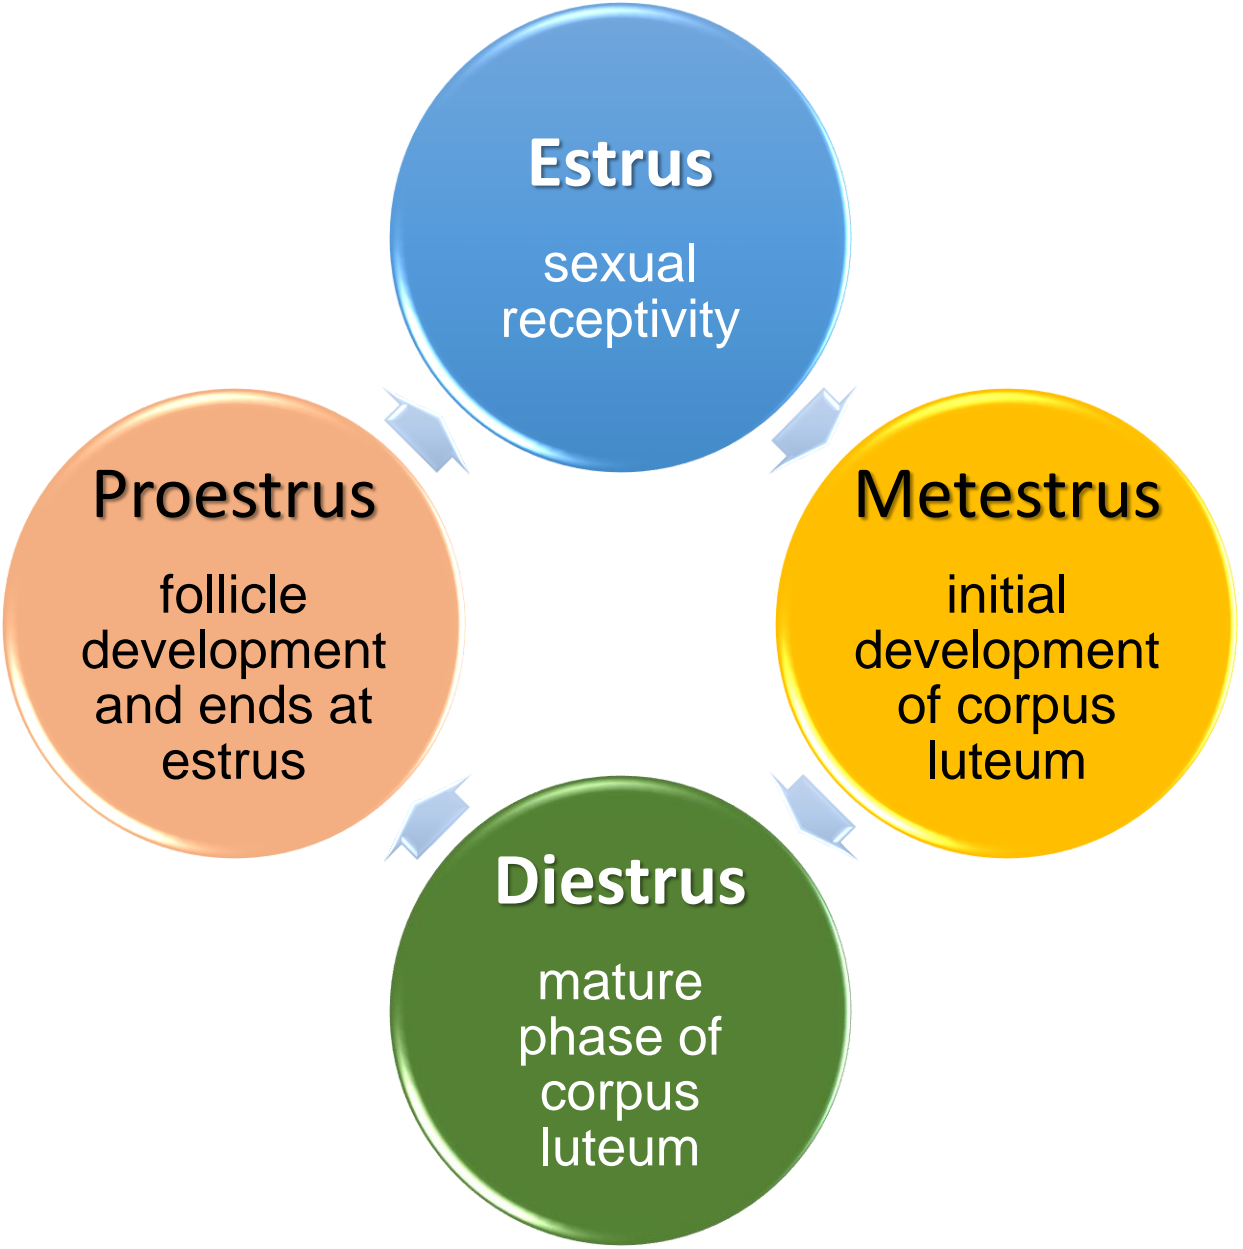 Estrus
sexual
receptivity
Proestrus
follicle
development
and ends at
estrus
Metestrus
initial
development
of corpus
luteum
Diestrus
mature
phase of
corpus
luteum